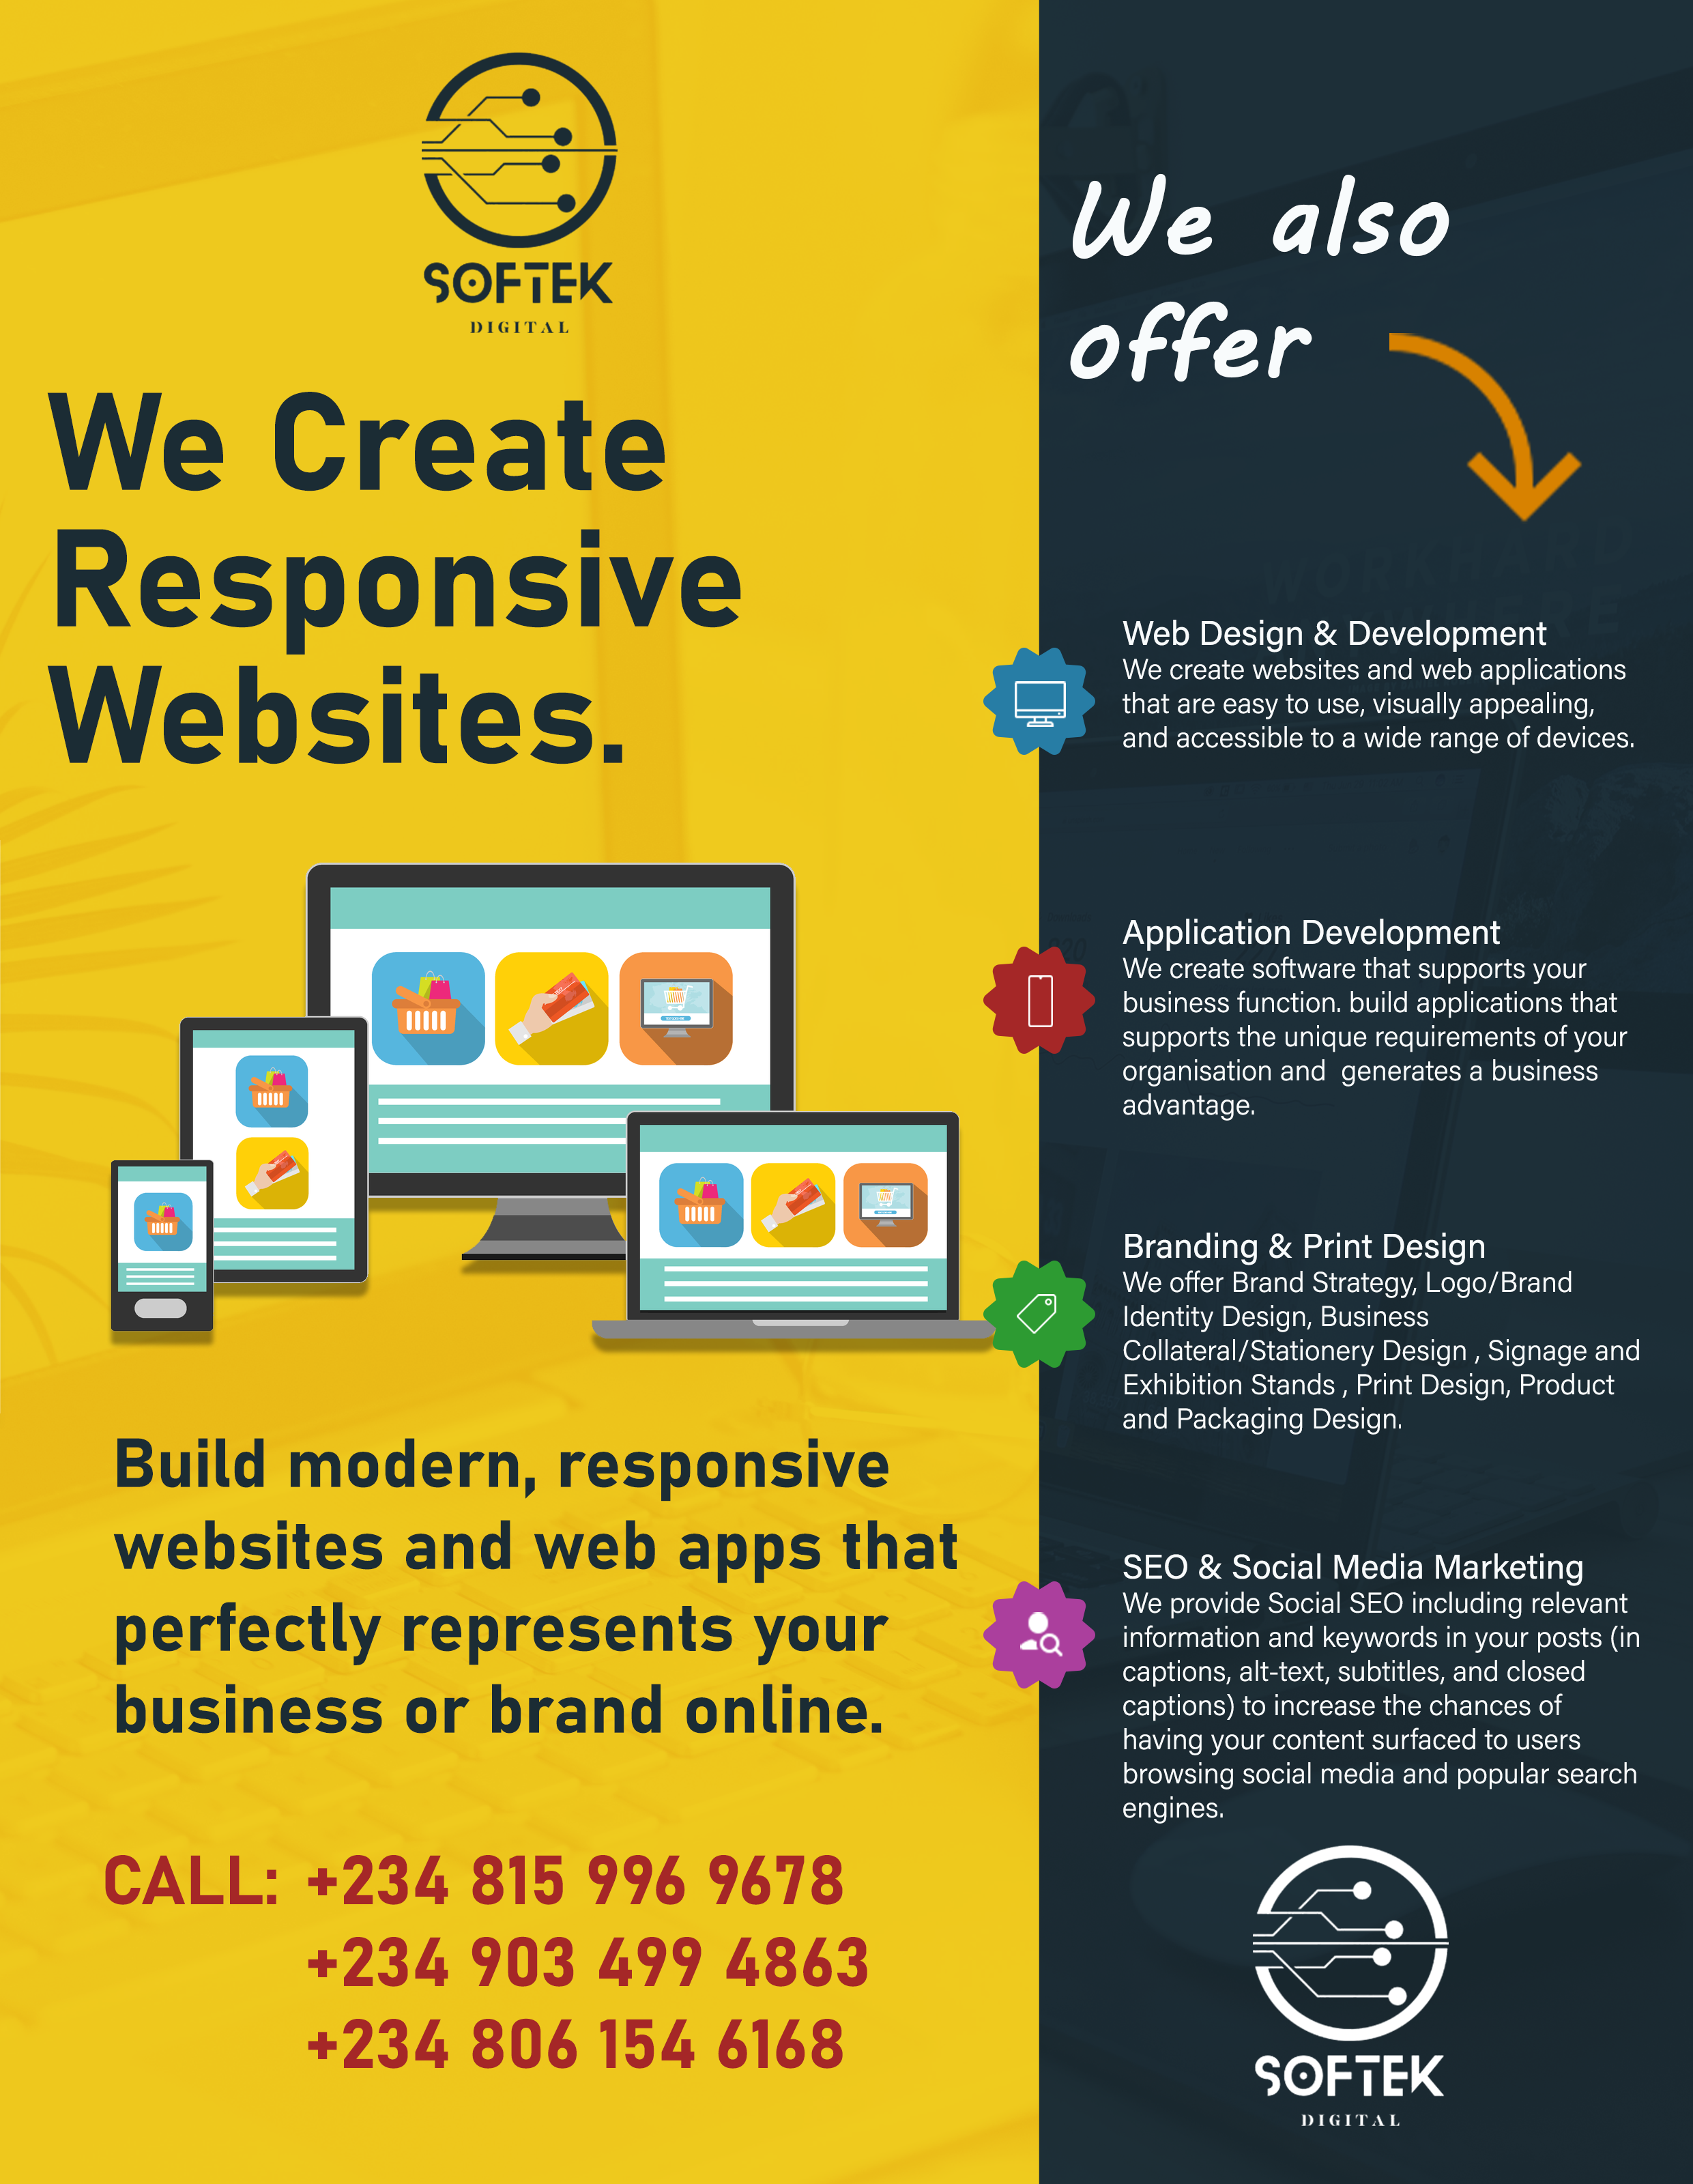 SOFTEK
DIGITAL
We Create
Responsive
Websites.
Build modern, responsive
websites and web apps that
perfectly represents your
business or brand online.
CALL: +234 815 996 9678
+234 903 499 4863
+234 806 154 6168
We also
offer
Web Design & Development
We create websites and web applications
that are easy to use, visually appealing,
and accessible to a wide range of devices.
Application Development
We create software that supports your
business function. build applications that
supports the unique requirements of your
organisation and  generates a business
advantage.
Branding & Print Design
We offer Brand Strategy, Logo/Brand
Identity Design, Business
Collateral/Stationery Design , Signage and
Exhibition Stands , Print Design, Product
and Packaging Design.
SEO & Social Media Marketing
We provide Social SEO including relevant
information and keywords in your posts (in
captions, alt-text, subtitles, and closed
captions) to increase the chances of
having your content surfaced to users
browsing social media and popular search
engines.
SOFTEK
DIGITAL